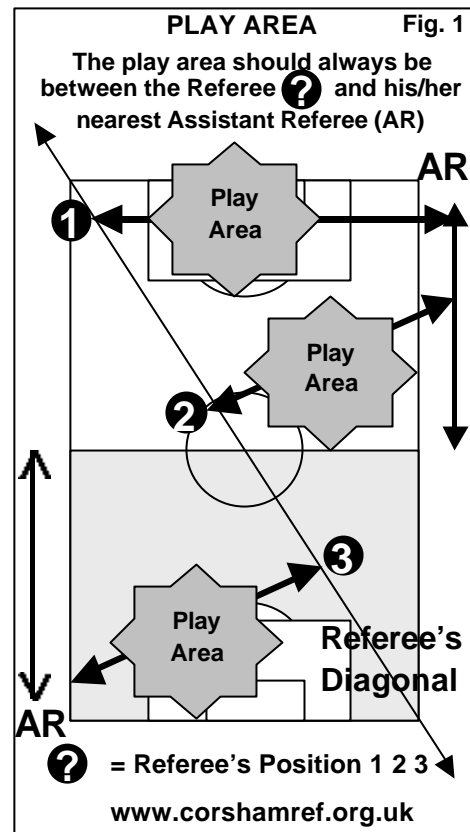 PLAY AREA Fig. 1
The play area should always be
between the Referee ? and his/her
nearest Assistant Referee (AR)
AR
1
Play
Area
Play
Area
2
3
Play
Area
Referee's
Diagonal
AR
? = Referee's Position 1 2 3
www.corshamref.org.uk